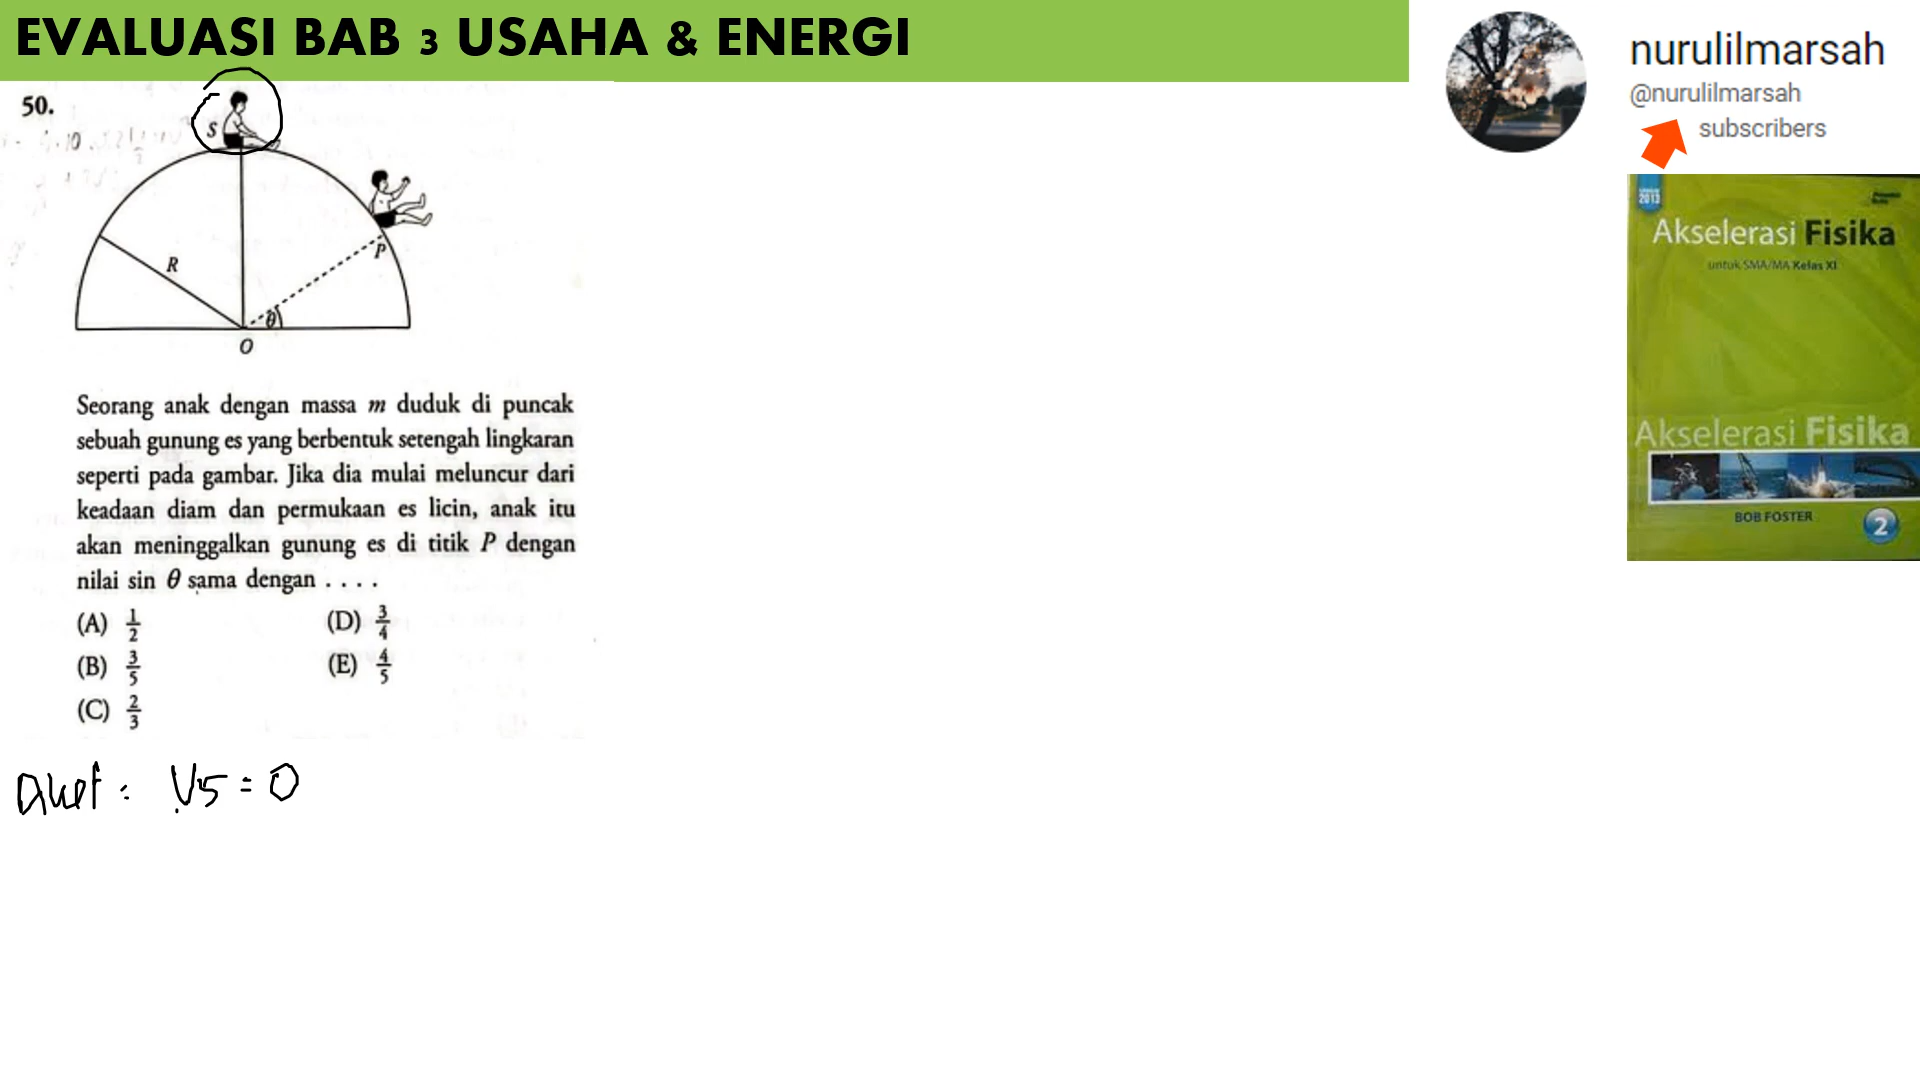 EVALUASI BAB 3 USAHA & ENERGI
nurulilmarsah
@nurulilmarsah
subscribers
50.
S
R
P
θ
O
Seorang anak dengan massa m duduk di puncak
sebuah gunung es yang berbentuk setengah lingkaran
seperti pada gambar. Jika dia mulai meluncur dari
keadaan diam dan permukaan es licin, anak itu
akan meninggalkan gunung es di titik P dengan
nilai sin θ sama dengan . . . .
(A) 1/2
(B) 3/5
(C) 2/3
(D) 3/4
(E) 4/5
Diket : Vs = 0
2013
Akselerasi Fisika
untuk SMA/MA Kelas XI
Akselerasi Fisika
BOB FOSTER
2